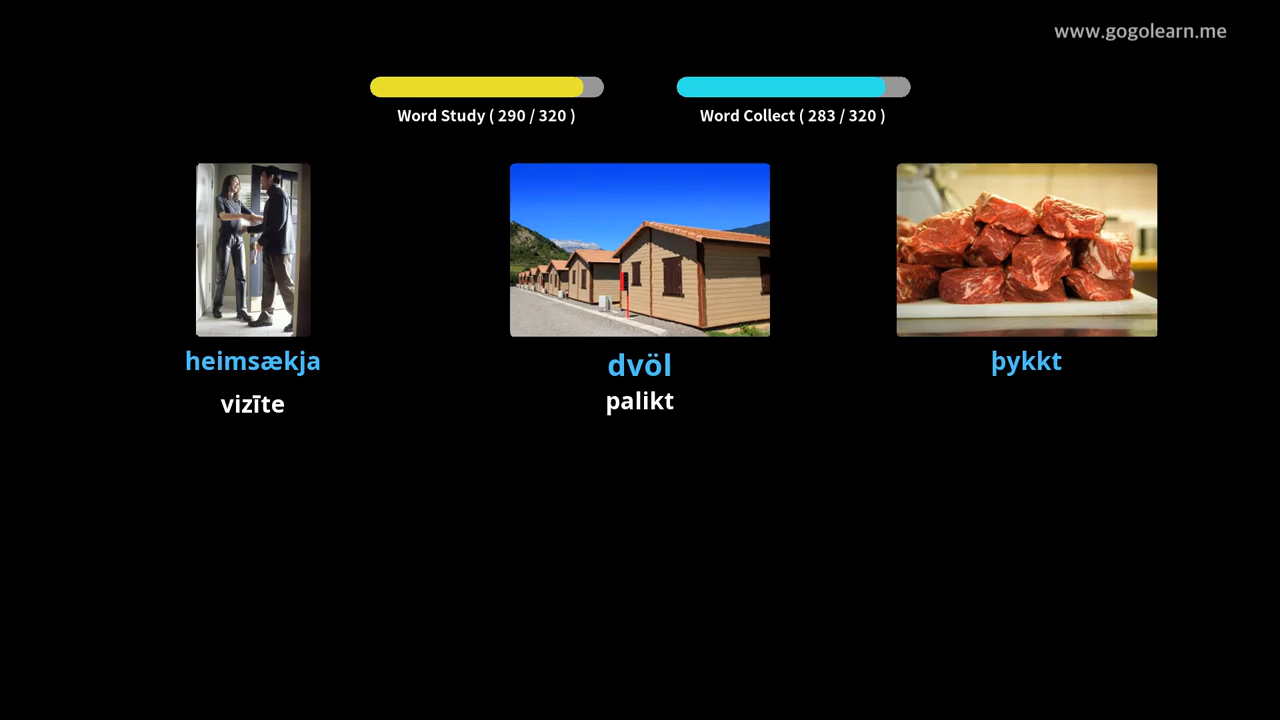 www.gogolearn.me
Word Study ( 290 / 320 )
Word Collect ( 283 / 320 )
heimsækja
dvöl
þykkt
vizīte
palikt